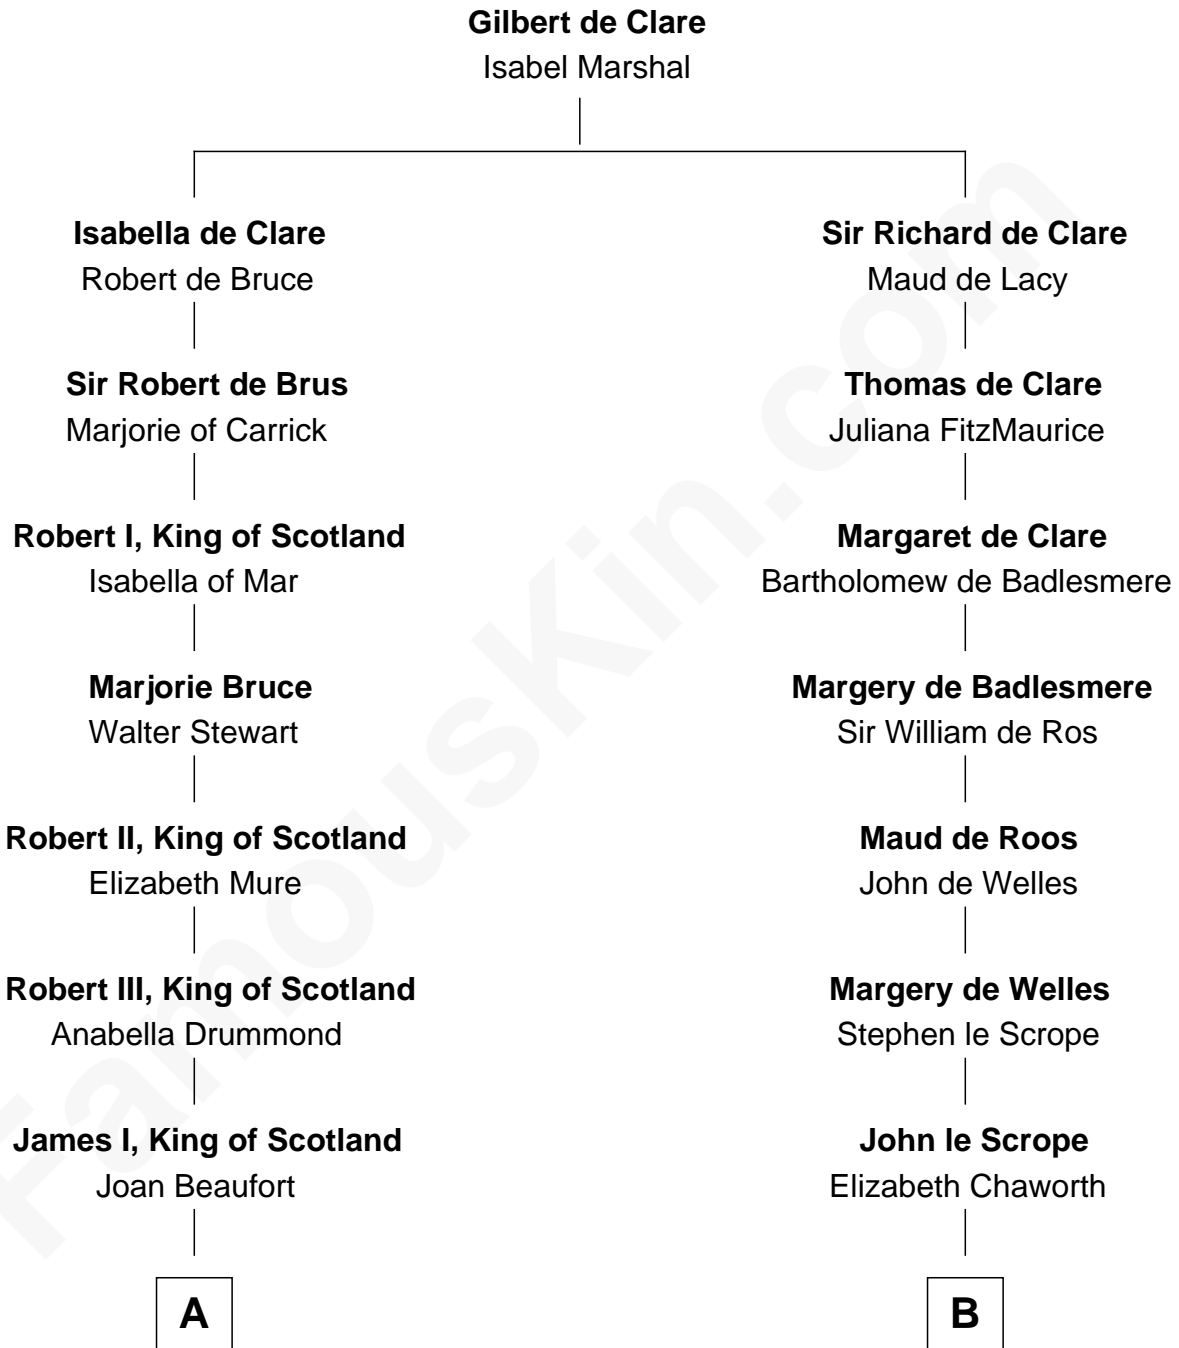 Gilbert de Clare
Isabel Marshal
Isabella de Clare
Robert de Bruce
Sir Richard de Clare
Maud de Lacy
Sir Robert de Brus
Marjorie of Carrick
Thomas de Clare
Juliana FitzMaurice
Robert I, King of Scotland
Isabella of Mar
Margaret de Clare
Bartholomew de Badlesmere
Marjorie Bruce
Walter Stewart
Margery de Badlesmere
Sir William de Ros
Robert II, King of Scotland
Elizabeth Mure
Maud de Roos
John de Welles
Robert III, King of Scotland
Anabella Drummond
Margery de Welles
Stephen le Scrope
James I, King of Scotland
Joan Beaufort
John le Scrope
Elizabeth Chaworth
A
B
FamousKin.com